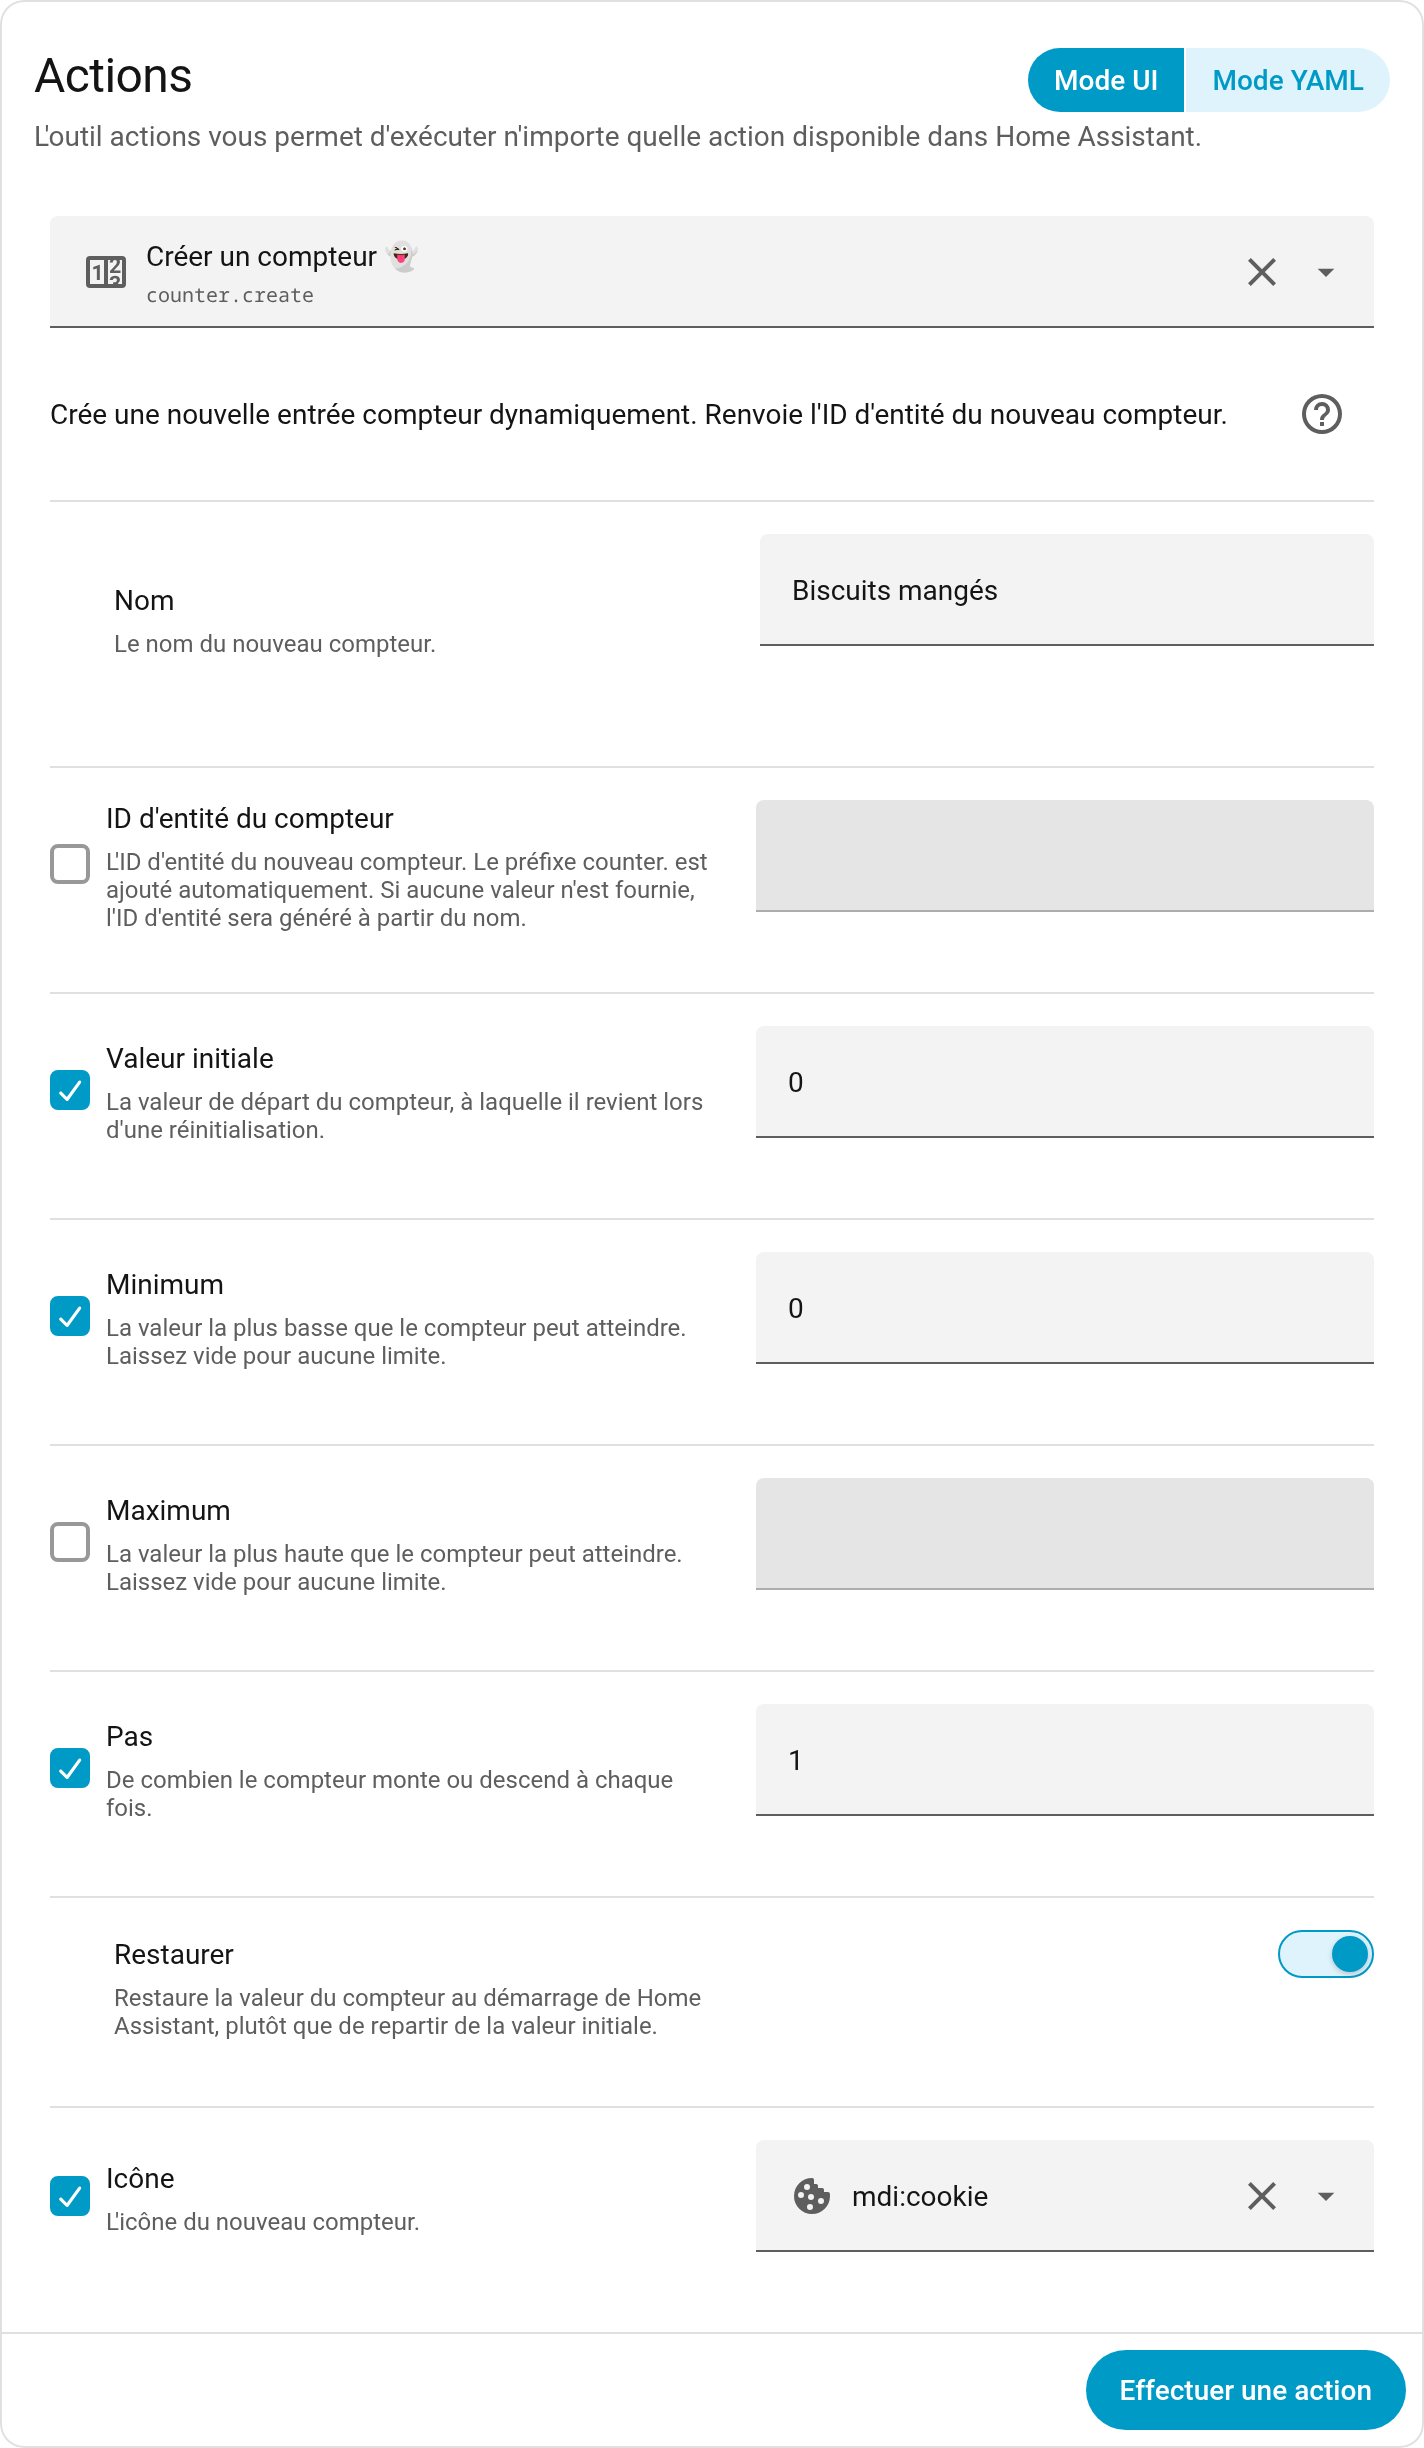 Actions
Mode UI
Mode YAML
L'outil actions vous permet d'exécuter n'importe quelle action disponible dans Home Assistant.
Créer un compteur 👻
counter.create
Crée une nouvelle entrée compteur dynamiquement. Renvoie l'ID d'entité du nouveau compteur.
Nom
Le nom du nouveau compteur.
Biscuits mangés
ID d'entité du compteur
L'ID d'entité du nouveau compteur. Le préfixe counter. est
ajouté automatiquement. Si aucune valeur n'est fournie,
l'ID d'entité sera généré à partir du nom.
Valeur initiale
La valeur de départ du compteur, à laquelle il revient lors
d'une réinitialisation.
0
Minimum
La valeur la plus basse que le compteur peut atteindre.
Laissez vide pour aucune limite.
0
Maximum
La valeur la plus haute que le compteur peut atteindre.
Laissez vide pour aucune limite.
Pas
De combien le compteur monte ou descend à chaque
fois.
1
Restaurer
Restaure la valeur du compteur au démarrage de Home
Assistant, plutôt que de repartir de la valeur initiale.
Icône
L'icône du nouveau compteur.
mdi:cookie
Effectuer une action